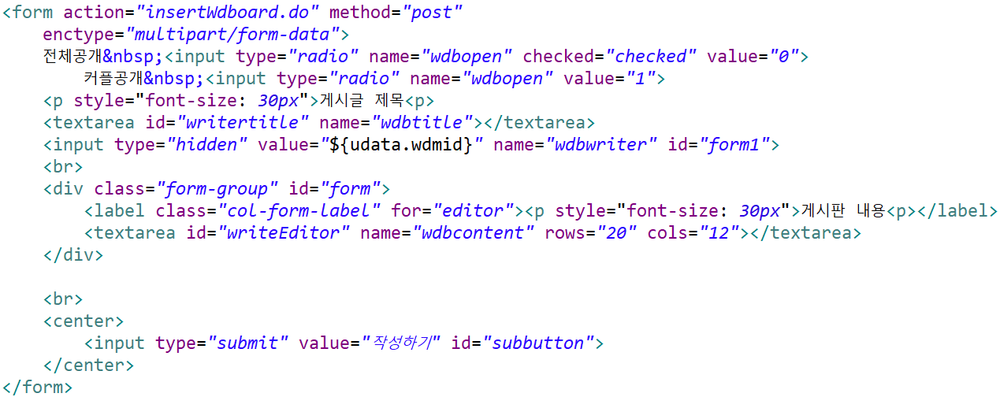 <form action="insertWdboard.do" method="post"
enctype="multipart/form-data">
전체공개&nbsp;<input type="radio" name="wdbopen" checked="checked" value="0">
커플공개&nbsp;<input type="radio" name="wdbopen" value="1">
<p style="font-size: 30px">게시글 제목<p>
<textarea id="writertitle" name="wdbtitle"></textarea>
<input type="hidden" value="${udata.wdmid}" name="wdbwriter" id="form1">
<br>
<div class="form-group" id="form">
<label class="col-form-label" for="editor"><p style="font-size: 30px">게시판 내용<p></label>
<textarea id="writeEditor" name="wdbcontent" rows="20" cols="12"></textarea>
</div>
<br>
<center>
<input type="submit" value="작성하기" id="subbutton">
</center>
</form>